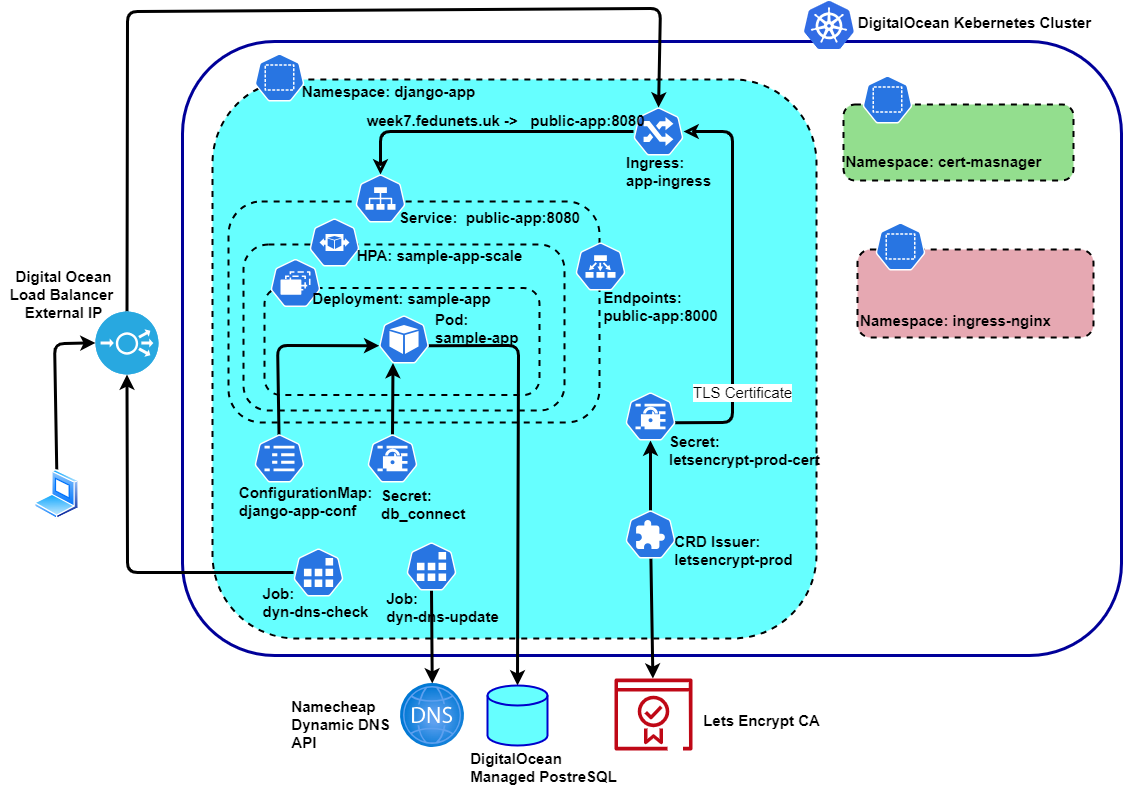 DigitalOcean Kebernetes Cluster
Namespace: django-app
week7.fedunets.uk -> public-app:8080
Ingress:
app-ingress
Namespace: cert-masnager
Service: public-app:8080
HPA: sample-app-scale
Endpoints:
public-app:8000
Deployment: sample-app
Pod:
sample-app
Namespace: ingress-nginx
Digital Ocean
Load Balancer
External IP
TLS Certificate
Secret:
letsencrypt-prod-cert
ConfigurationMap:
django-app-conf
Secret:
db_connect
CRD Issuer:
letsencrypt-prod
Job:
dyn-dns-check
Job:
dyn-dns-update
Namecheap
Dynamic DNS
API
DNS
Lets Encrypt CA
DigitalOcean
Managed PostreSQL